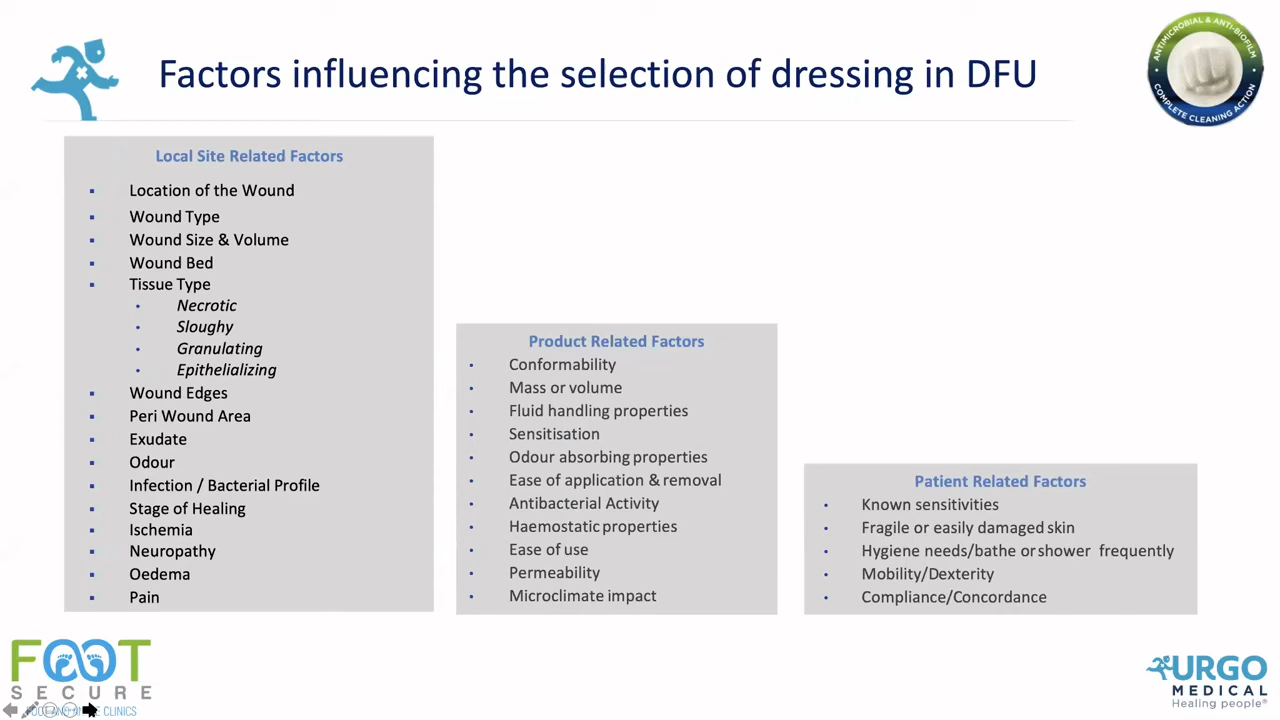 Factors influencing the selection of dressing in DFU
ANTIMICROBIAL & ANTI-BIOFILM
COMPLETE CLEANING ACTION
Local Site Related Factors
Location of the Wound
Wound Type
Wound Size & Volume
Wound Bed
Tissue Type
Necrotic
Sloughy
Granulating
Epithelializing
Wound Edges
Peri Wound Area
Exudate
Odour
Infection / Bacterial Profile
Stage of Healing
Ischemia
Neuropathy
Oedema
Pain
Product Related Factors
Conformability
Mass or volume
Fluid handling properties
Sensitisation
Odour absorbing properties
Ease of application & removal
Antibacterial Activity
Haemostatic properties
Ease of use
Permeability
Microclimate impact
Patient Related Factors
Known sensitivities
Fragile or easily damaged skin
Hygiene needs/bathe or shower frequently
Mobility/Dexterity
Compliance/Concordance
FOOT
SECURE
CLINICS
URGO
MEDICAL
Healing people®